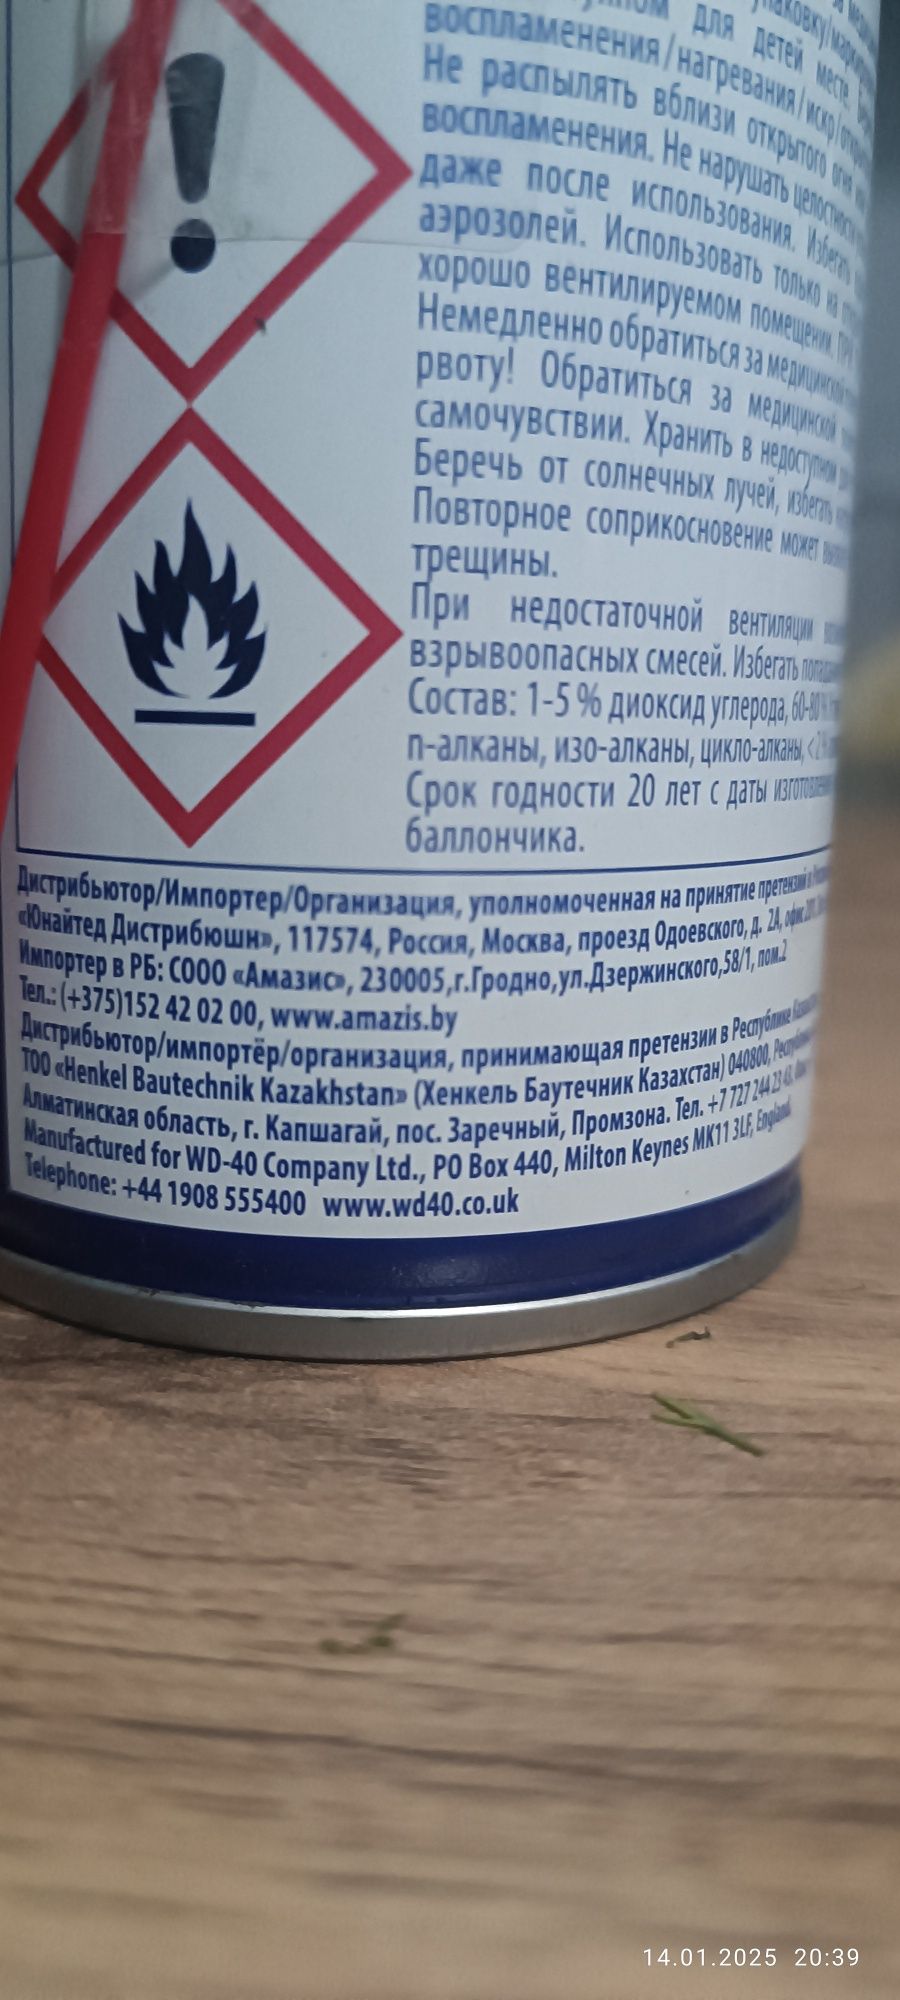 для детей месте.
воспламенения/нагревания/искр/
Не распылять вблизи открытого огня
воспламенения. Не нарушать целостности
даже после использования. Избегать
аэрозолей. Использовать только на
хорошо вентилируемом помещении. При
Немедленно обратиться за медицинской
рвоту! Обратиться за медицинской
самочувствии. Хранить в недоступном
Беречь от солнечных лучей, избегать
Повторное соприкосновение может
трещины.
При недостаточной вентиляции
взрывоопасных смесей. Избегать
Состав: 1-5 % диоксид углерода, 60-80 %
n-алканы, изо-алканы, цикло-алканы, < 2 %
Срок годности 20 лет с даты
баллончика.
Дистрибьютор/Импортер/Организация, уполномоченная на принятие претензий в
«Юнайтед Дистрибюшн», 117574, Россия, Москва, проезд Одоевского, д. 2А,
Импортер в РБ: СООО «Амазис», 230005,г.Гродно,ул.Дзержинского,58/1, пом.2
Тел.: (+375)152 42 02 00, www.amazis.by
Дистрибьютор/импортёр/организация, принимающая претензии в Республике
ТОО «Henkel Bautechnik Kazakhstan» (Хенкель Баутечник Казахстан) 040800,
Алматинская область, г. Капшагай, пос. Заречный, Промзона. Тел. +7 727 244 23 43,
Manufactured for WD-40 Company Ltd., PO Box 440, Milton Keynes MK11 3LF, England.
Telephone: +44 1908 555400 www.wd40.co.uk
14.01.2025 20:39